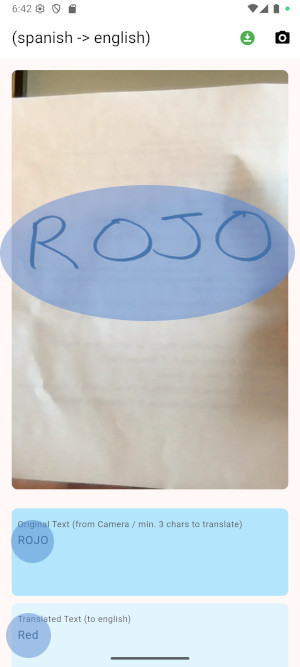 6:42
(spanish -> english)
ROJO
Original Text (from Camera / min. 3 chars to translate)
ROJO
Translated Text (to english)
Red